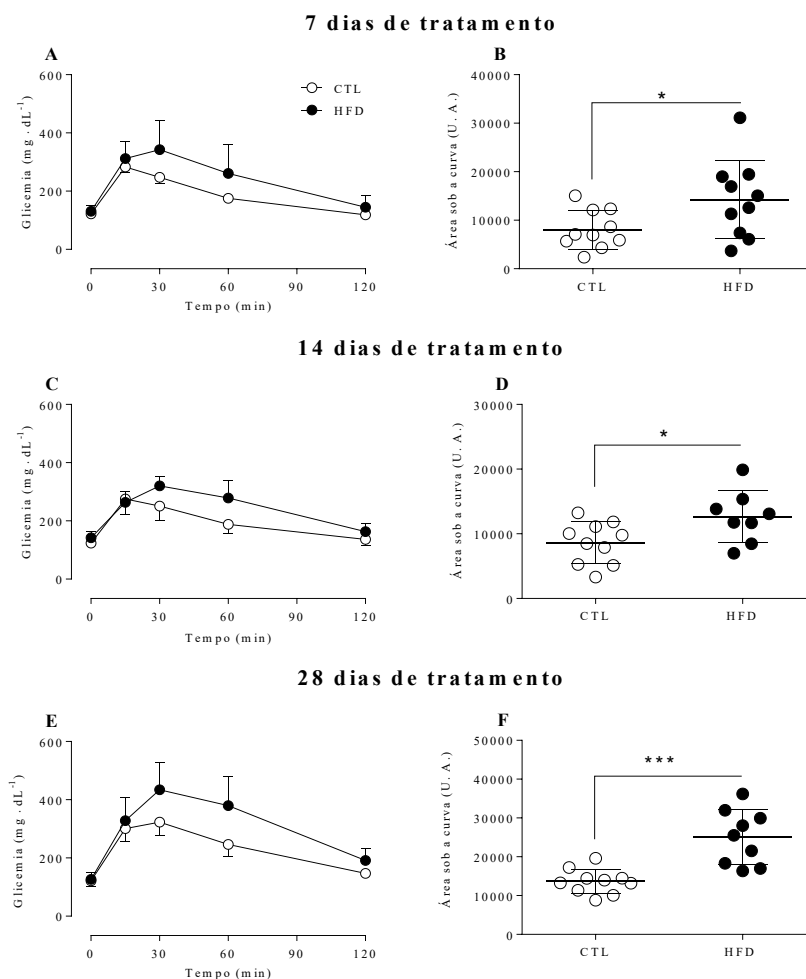 7 dias de tratamento
A
Glicemia (mg·dL⁻¹)
600
400
200
0
0
30
60
90
120
Tempo (min)
CTL
HFD
B
Área sob a curva (U. A.)
40000
30000
20000
10000
0
*
CTL
HFD
14 dias de tratamento
C
Glicemia (mg·dL⁻¹)
600
400
200
0
0
30
60
90
120
Tempo (min)
D
Área sob a curva (U. A.)
30000
20000
10000
0
*
CTL
HFD
28 dias de tratamento
E
Glicemia (mg·dL⁻¹)
600
400
200
0
0
30
60
90
120
Tempo (min)
F
Área sob a curva (U. A.)
50000
40000
30000
20000
10000
0
***
CTL
HFD